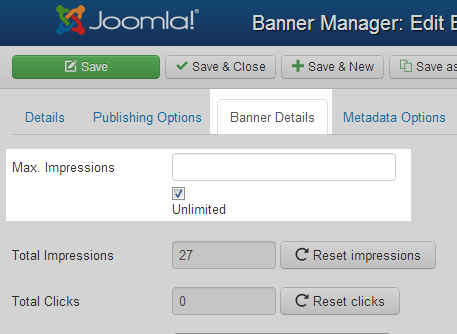 Joomla!® Banner Manager: Edit B
Save Save & Close Save & New Save as
Details Publishing Options Banner Details Metadata Options
Max. Impressions
Unlimited
Total Impressions 27 Reset impressions
Total Clicks 0 Reset clicks